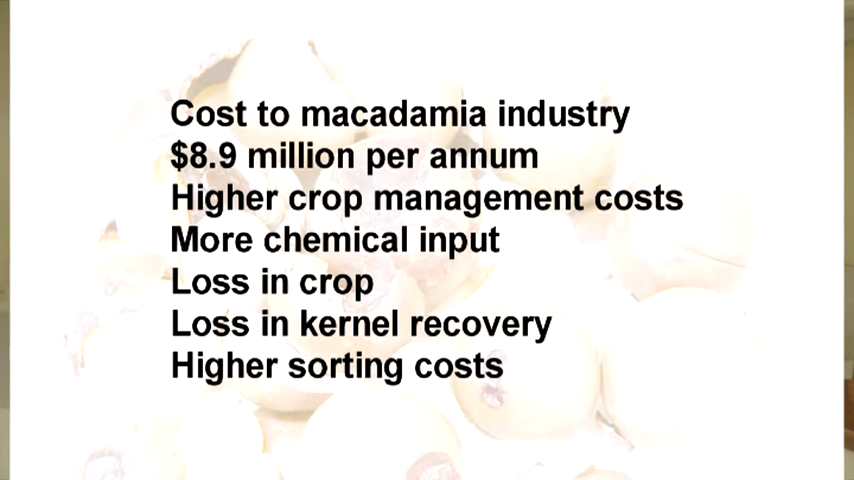 Cost to macadamia industry
$8.9 million per annum
Higher crop management costs
More chemical input
Loss in crop
Loss in kernel recovery
Higher sorting costs